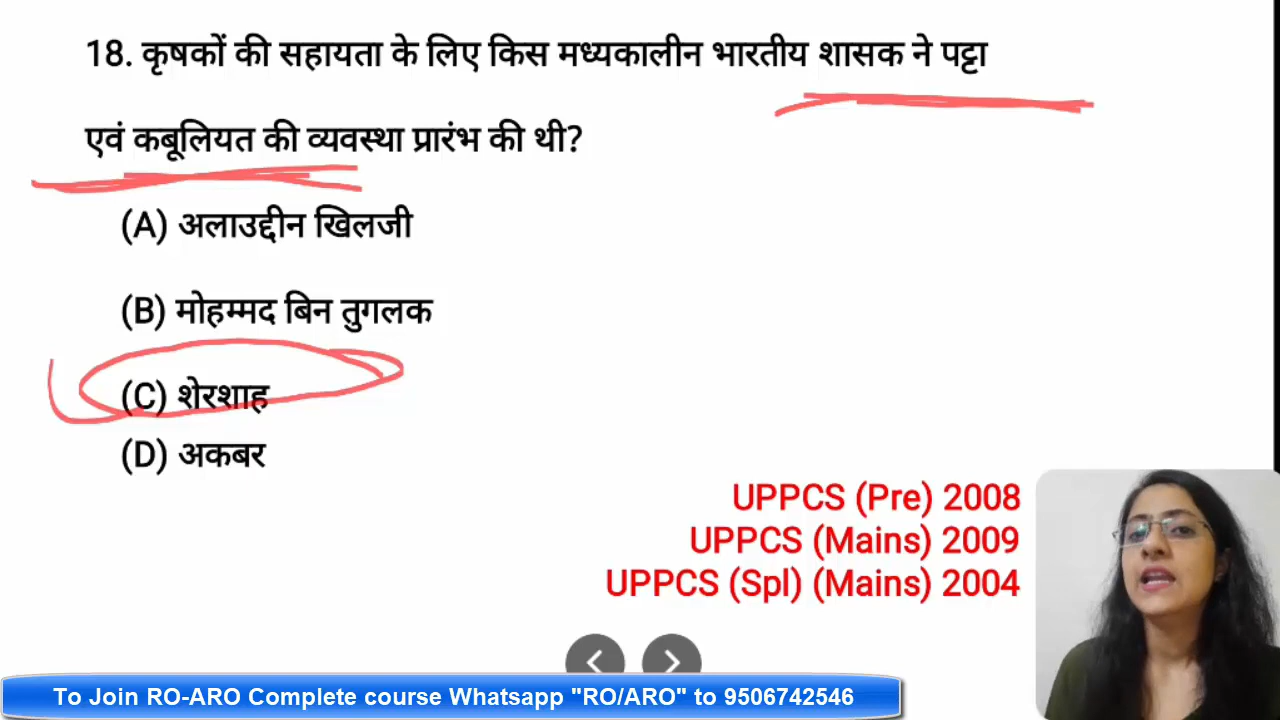 18. कृषकों की सहायता के लिए किस मध्यकालीन भारतीय शासक ने पट्टा
एवं कबूलियत की व्यवस्था प्रारंभ की थी?
(A) अलाउद्दीन खिलजी
(B) मोहम्मद बिन तुगलक
(C) शेरशाह
(D) अकबर
UPPCS (Pre) 2008
UPPCS (Mains) 2009
UPPCS (Spl) (Mains) 2004
To Join RO-ARO Complete course Whatsapp "RO/ARO" to 9506742546